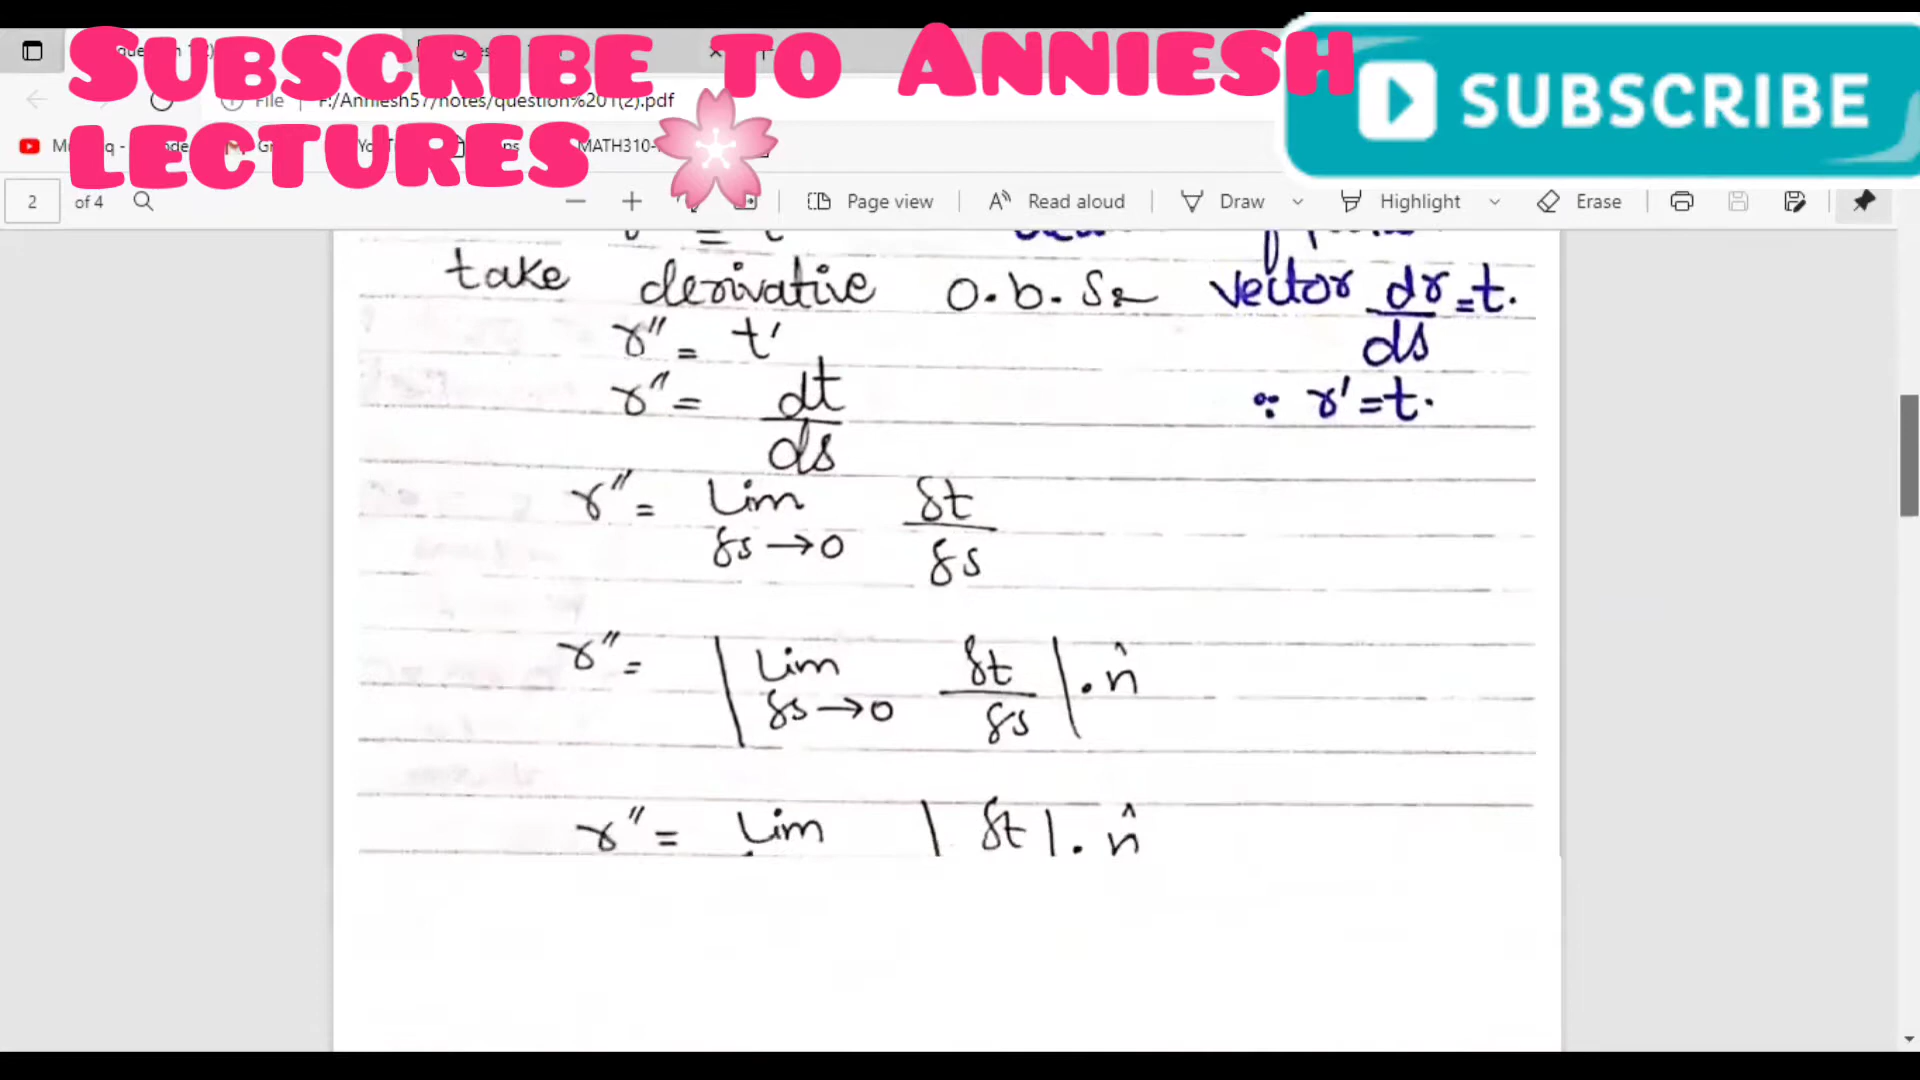 SUBSCRIBE TO ANNIESH
LECTURES
SUBSCRIBE
File F:/Anniesh57/notes/question%201(2).pdf
MATH310-
2 of 4 Page view Read aloud Draw Highlight Erase
take derivative o.b.S vector dr/ds = t.
r'' = t'
r'' = dt/ds
∵ r' = t.
r'' = Lim δs→0 δt/δs
r'' = | Lim δs→0 δt/δs | . n̂
r'' = Lim | δt | . n̂